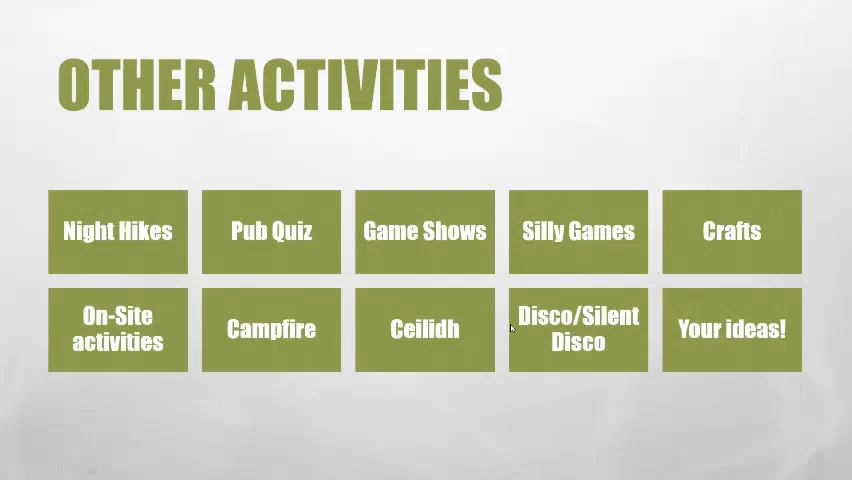 OTHER ACTIVITIES
Night Hikes
Pub Quiz
Game Shows
Silly Games
Crafts
On-Site
activities
Campfire
Ceilidh
Disco/Silent
Disco
Your ideas!